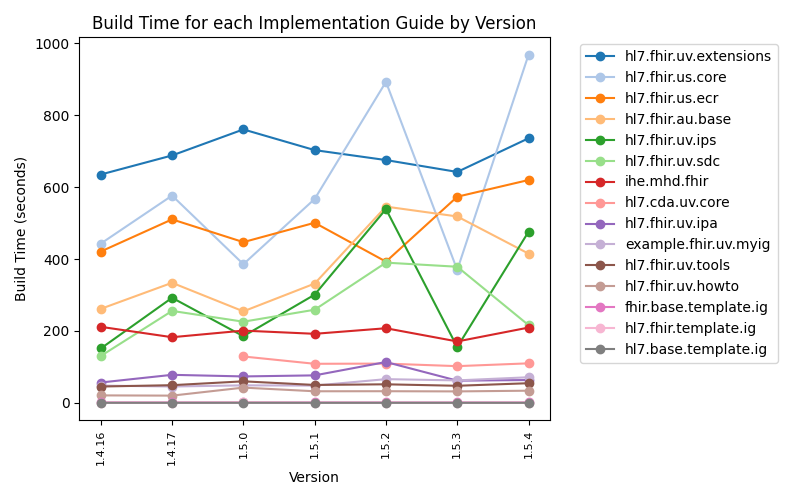 Build Time for each Implementation Guide by Version
1000
800
600
400
200
0
Build Time (seconds)
1.4.16
1.4.17
1.5.0
1.5.1
1.5.2
1.5.3
1.5.4
Version
hl7.fhir.uv.extensions
hl7.fhir.us.core
hl7.fhir.us.ecr
hl7.fhir.au.base
hl7.fhir.uv.ips
hl7.fhir.uv.sdc
ihe.mhd.fhir
hl7.cda.uv.core
hl7.fhir.uv.ipa
example.fhir.uv.myig
hl7.fhir.uv.tools
hl7.fhir.uv.howto
fhir.base.template.ig
hl7.fhir.template.ig
hl7.base.template.ig